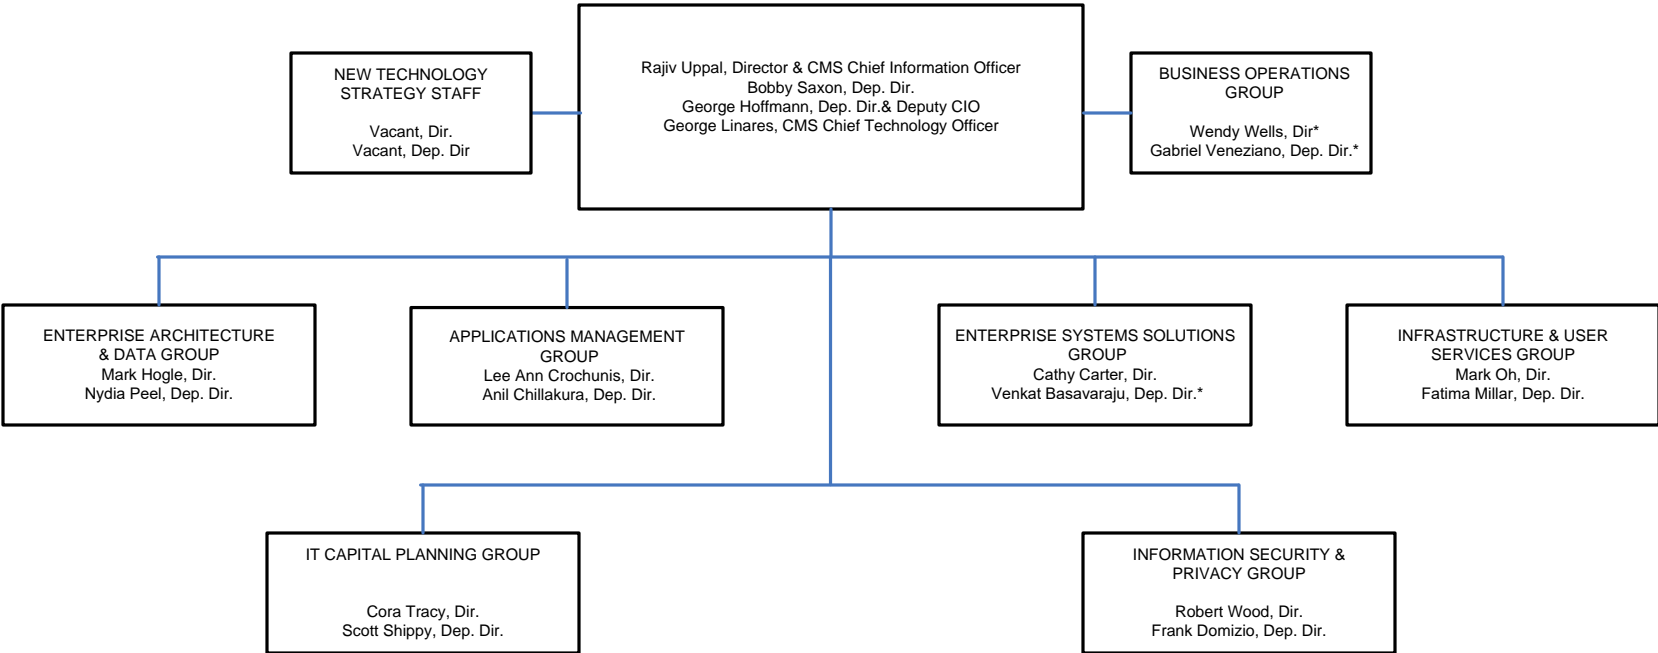 NEW TECHNOLOGY
STRATEGY STAFF
Vacant, Dir.
Vacant, Dep. Dir
Rajiv Uppal, Director & CMS Chief Information Officer
Bobby Saxon, Dep. Dir.
George Hoffmann, Dep. Dir.& Deputy CIO
George Linares, CMS Chief Technology Officer
BUSINESS OPERATIONS
GROUP
Wendy Wells, Dir*
Gabriel Veneziano, Dep. Dir.*
ENTERPRISE ARCHITECTURE
& DATA GROUP
Mark Hogle, Dir.
Nydia Peel, Dep. Dir.
APPLICATIONS MANAGEMENT
GROUP
Lee Ann Crochunis, Dir.
Anil Chillakura, Dep. Dir.
ENTERPRISE SYSTEMS SOLUTIONS
GROUP
Cathy Carter, Dir.
Venkat Basavaraju, Dep. Dir.*
INFRASTRUCTURE & USER
SERVICES GROUP
Mark Oh, Dir.
Fatima Millar, Dep. Dir.
IT CAPITAL PLANNING GROUP
Cora Tracy, Dir.
Scott Shippy, Dep. Dir.
INFORMATION SECURITY &
PRIVACY GROUP
Robert Wood, Dir.
Frank Domizio, Dep. Dir.